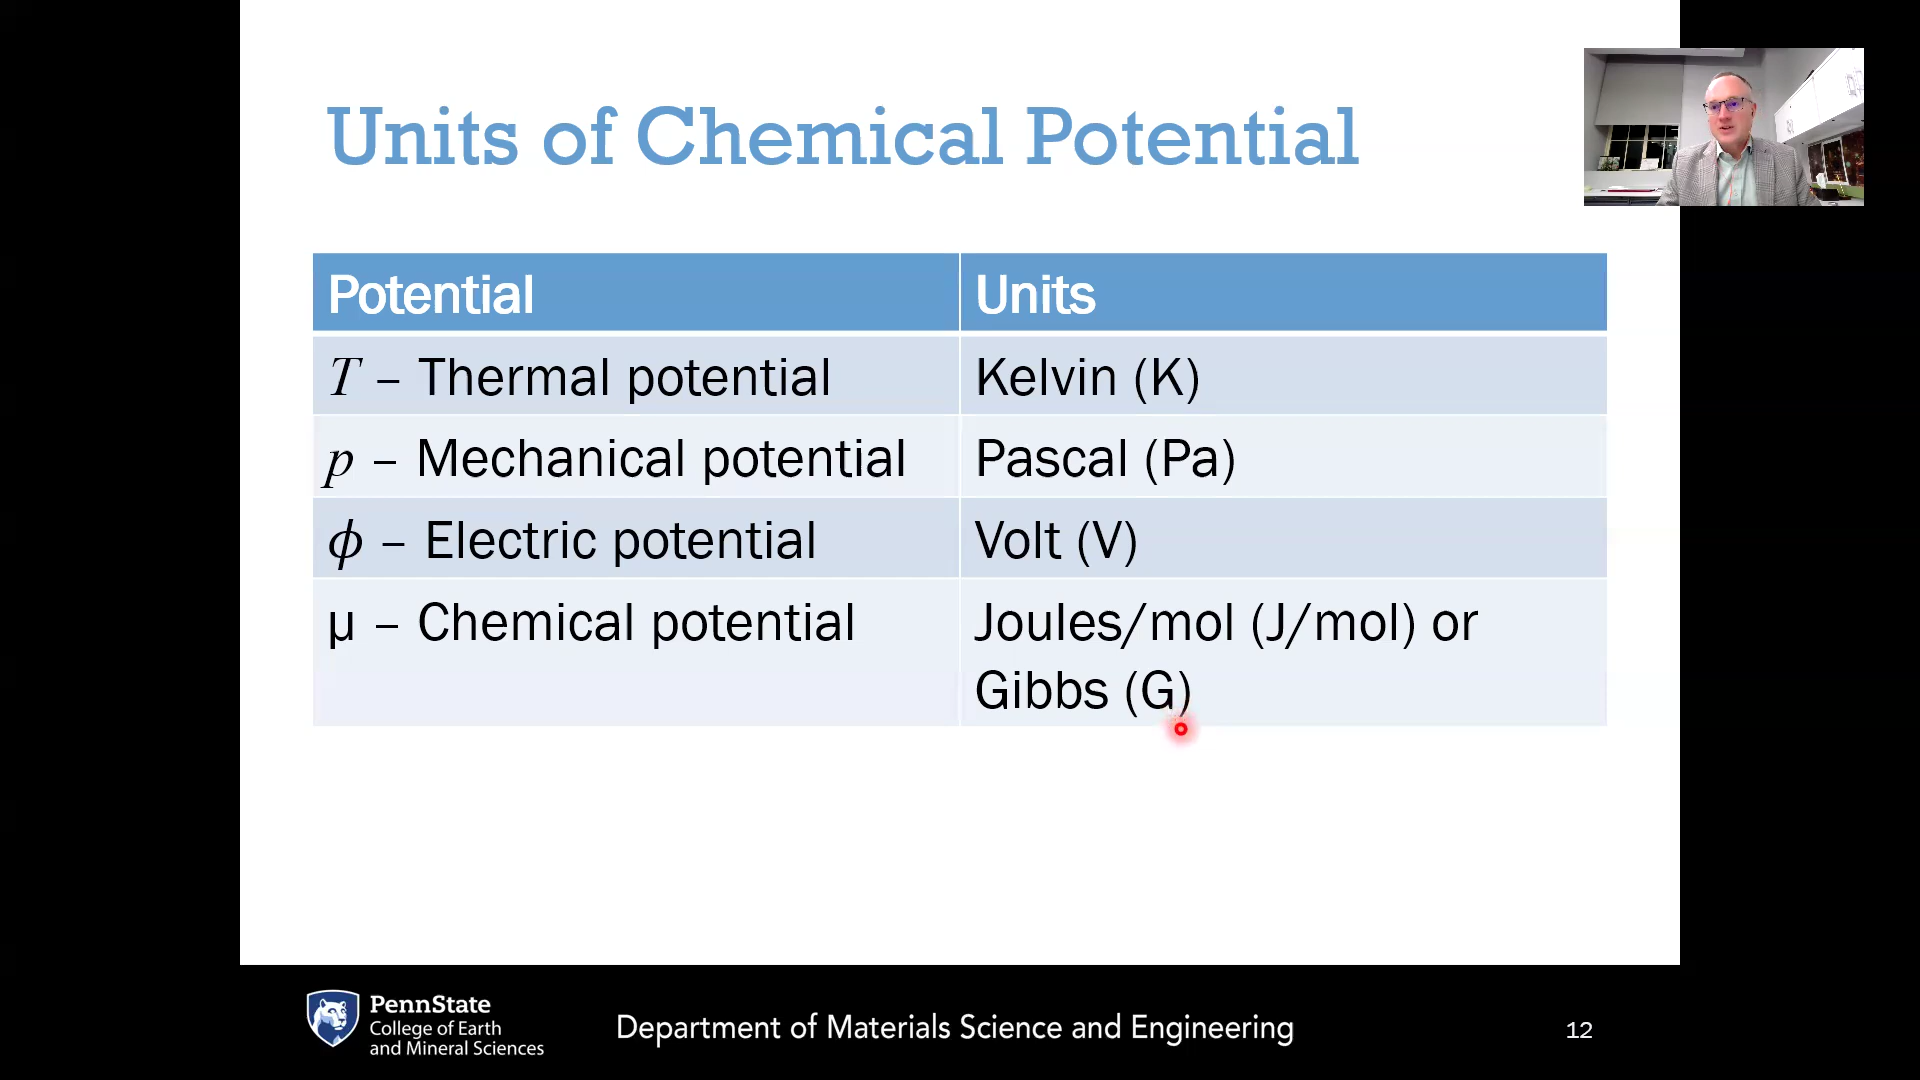 Units of Chemical Potential
Potential
Units
T – Thermal potential
Kelvin (K)
p – Mechanical potential
Pascal (Pa)
ϕ – Electric potential
Volt (V)
μ – Chemical potential
Joules/mol (J/mol) or
Gibbs (G)
PennState
College of Earth
and Mineral Sciences
Department of Materials Science and Engineering
12